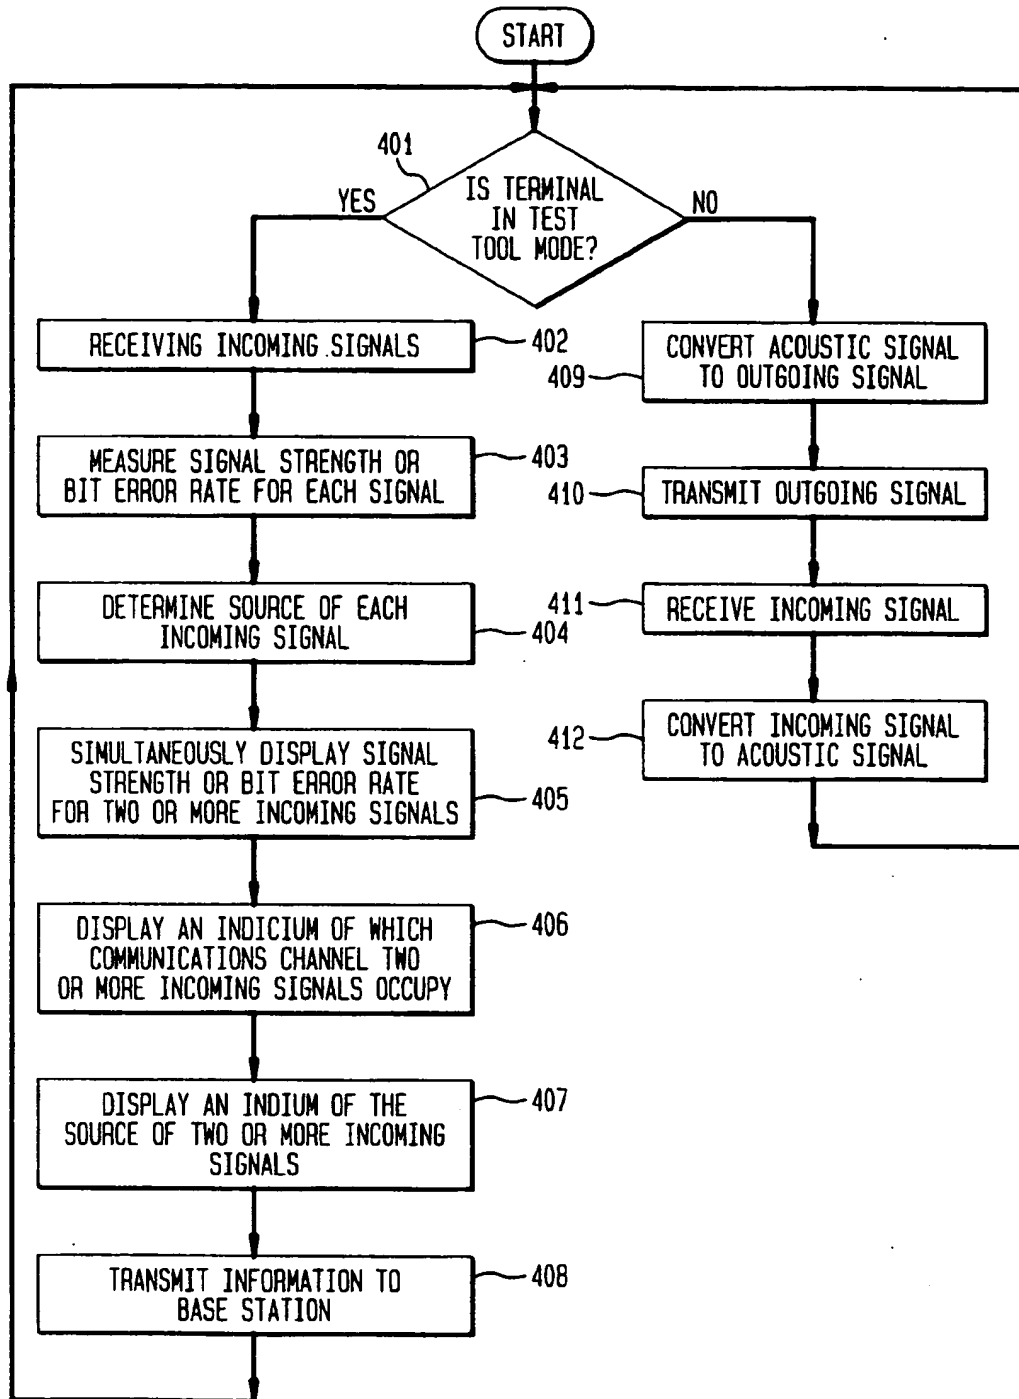 START
401
IS TERMINAL
IN TEST
TOOL MODE?
YES
NO
RECEIVING INCOMING SIGNALS
402
MEASURE SIGNAL STRENGTH OR
BIT ERROR RATE FOR EACH SIGNAL
403
DETERMINE SOURCE OF EACH
INCOMING SIGNAL
404
SIMULTANEOUSLY DISPLAY SIGNAL
STRENGTH OR BIT ERROR RATE
FOR TWO OR MORE INCOMING SIGNALS
405
DISPLAY AN INDICIUM OF WHICH
COMMUNICATIONS CHANNEL TWO
OR MORE INCOMING SIGNALS OCCUPY
406
DISPLAY AN INDIUM OF THE
SOURCE OF TWO OR MORE INCOMING
SIGNALS
407
TRANSMIT INFORMATION TO
BASE STATION
408
CONVERT ACOUSTIC SIGNAL
TO OUTGOING SIGNAL
409
TRANSMIT OUTGOING SIGNAL
410
RECEIVE INCOMING SIGNAL
411
CONVERT INCOMING SIGNAL
TO ACOUSTIC SIGNAL
412